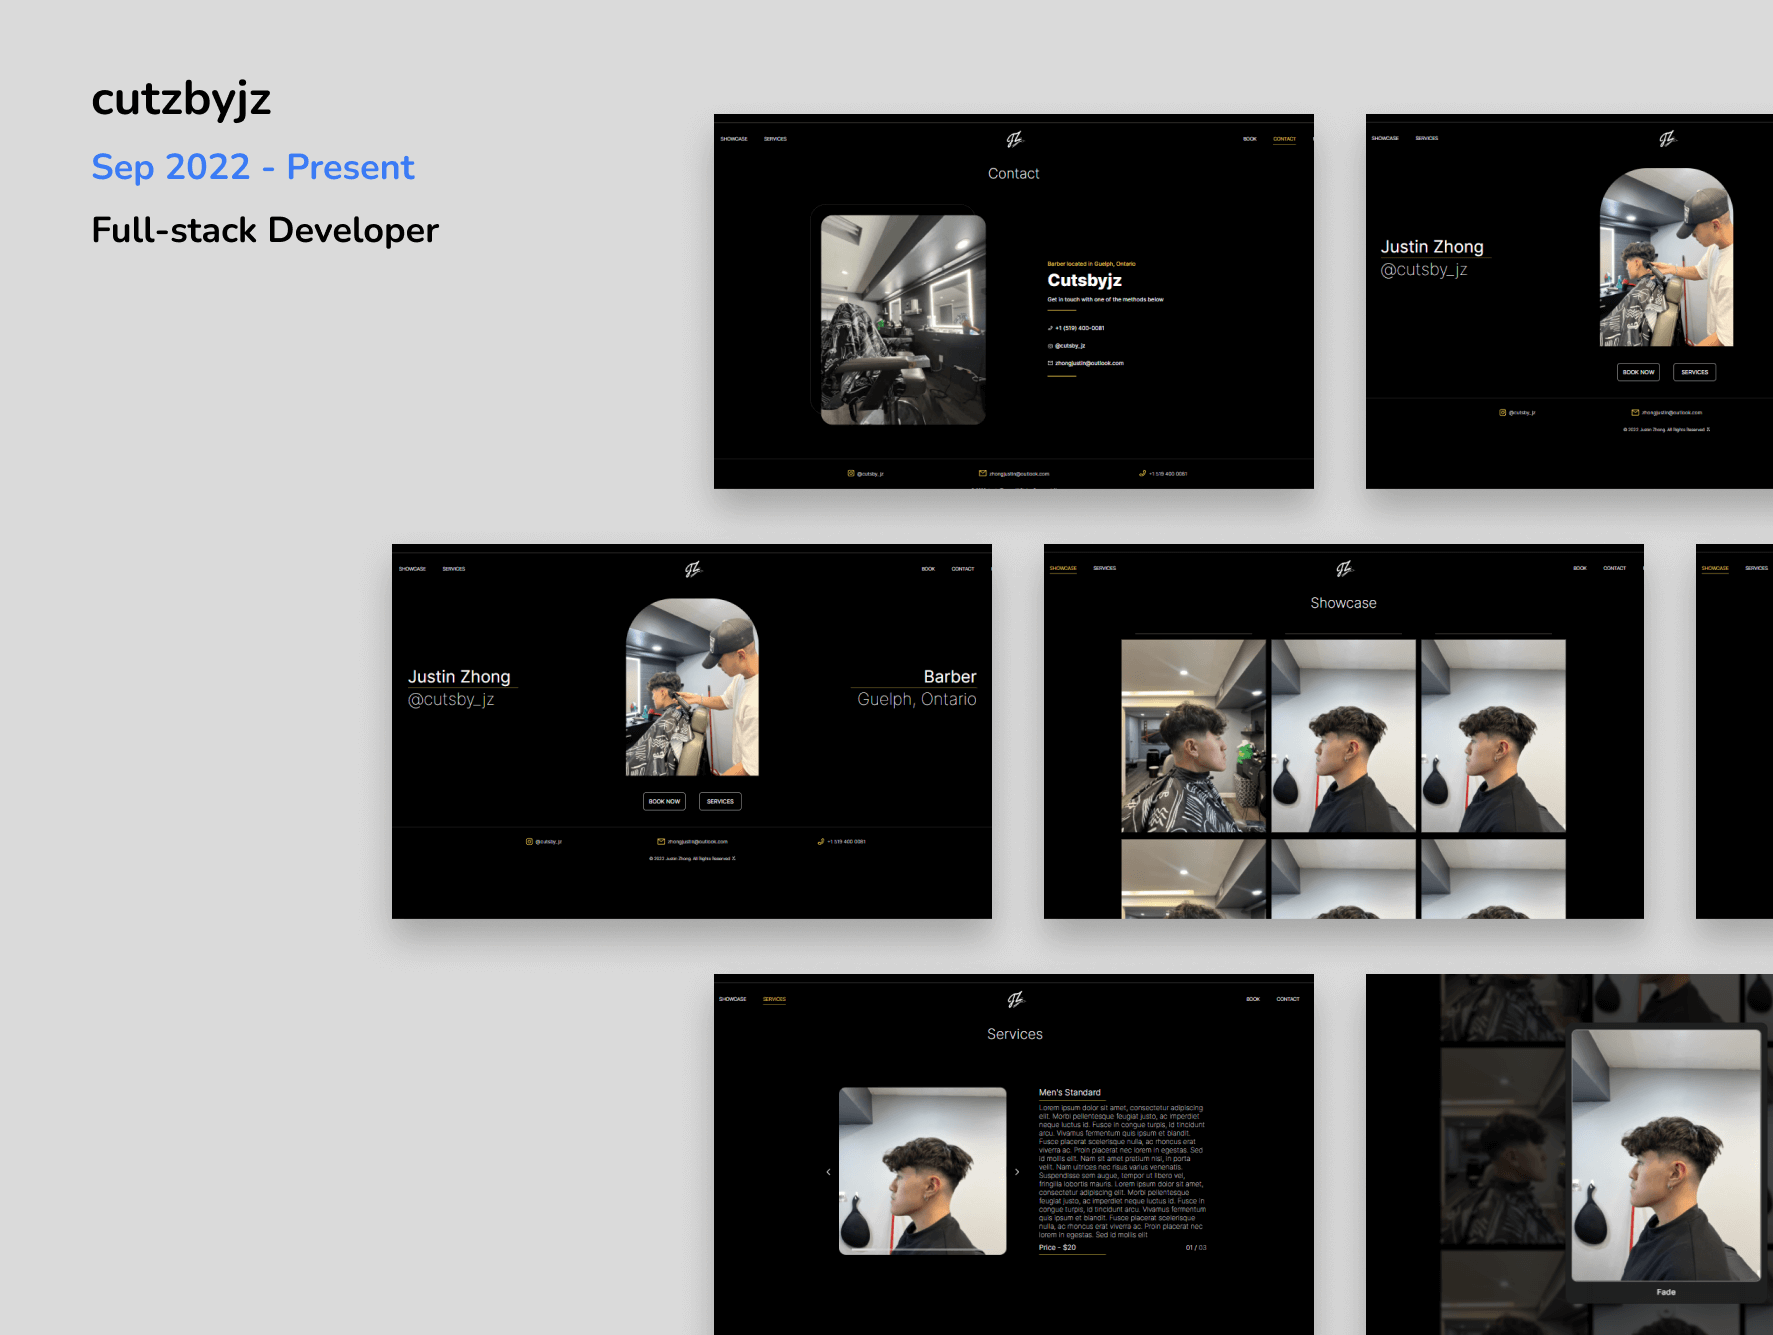 cutzbyjz
Sep 2022 - Present
Full-stack Developer
SHOWCASE SERVICES JZ BOOK CONTACT
Contact
Barber located in Guelph, Ontario
Cutsbyjz
Get in touch with one of the methods below
+1 (519) 400-0081
@cutsby_jz
zhongjustin@outlook.com
@cutsby_jz zhongjustin@outlook.com +1 519 400 0081
SHOWCASE SERVICES JZ
Justin Zhong
@cutsby_jz
BOOK NOW SERVICES
@cutsby_jz zhongjustin@outlook.com
© 2022 Justin Zhong. All Rights Reserved.
SHOWCASE SERVICES JZ BOOK CONTACT
Justin Zhong
@cutsby_jz
Barber
Guelph, Ontario
BOOK NOW SERVICES
@cutsby_jz zhongjustin@outlook.com +1 519 400 0081
© 2022 Justin Zhong. All Rights Reserved.
SHOWCASE SERVICES JZ BOOK CONTACT
Showcase
SHOWCASE SERVICES
SHOWCASE SERVICES JZ BOOK CONTACT
Services
Men's Standard
Lorem ipsum dolor sit amet, consectetur adipiscing
elit. Morbi pellentesque feugiat justo, ac imperdiet
neque luctus id. Fusce in congue turpis, id tincidunt
arcu. Vivamus fermentum quis ipsum et blandit.
Fusce placerat scelerisque nulla, ac rhoncus erat
viverra ac. Proin placerat nec lorem in egestas. Sed
id mollis elit. Nam sit amet pretium nisl, in porta
velit. Nam ultrices nec risus varius venenatis.
Suspendisse sem augue, tempor ut libero vel,
fringilla lobortis mauris. Lorem ipsum dolor sit amet,
consectetur adipiscing elit. Morbi pellentesque
feugiat justo, ac imperdiet neque luctus id. Fusce in
congue turpis, id tincidunt arcu. Vivamus fermentum
quis ipsum et blandit. Fusce placerat scelerisque
nulla, ac rhoncus erat viverra ac. Proin placerat nec
lorem in egestas. Sed id mollis elit
Price - $20 01 / 03
Fade